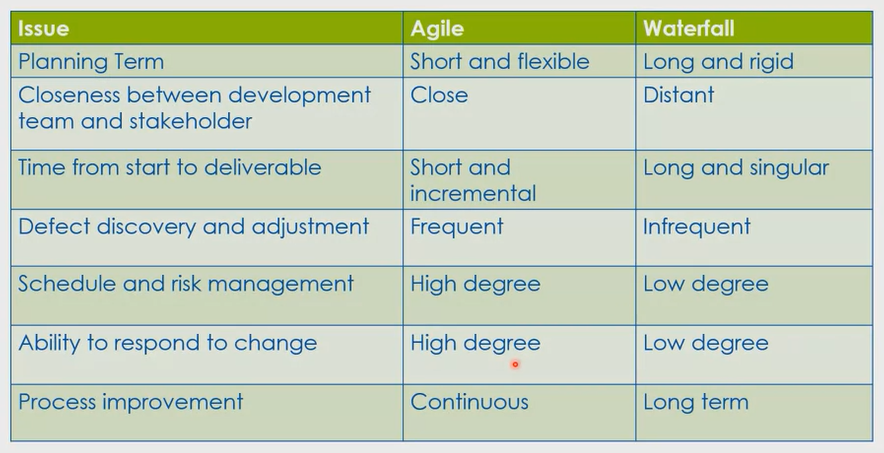 Issue Agile Waterfall
Planning Term Short and flexible Long and rigid
Closeness between development Close Distant
team and stakeholder
Time from start to deliverable Short and Long and singular
incremental
Defect discovery and adjustment Frequent Infrequent
Schedule and risk management High degree Low degree
Ability to respond to change High degree Low degree
Process improvement Continuous Long term